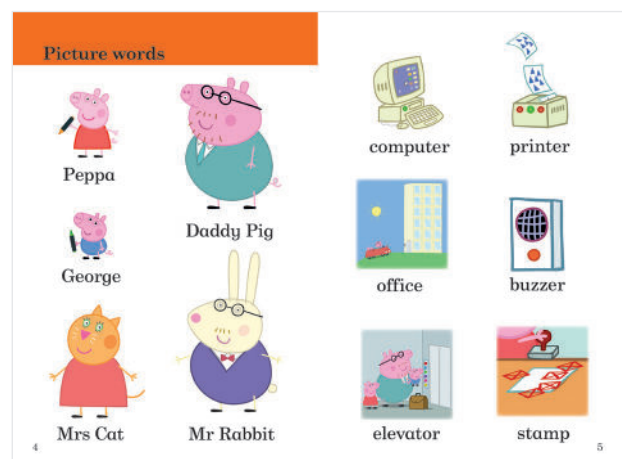 Picture words
Peppa
Daddy Pig
George
Mrs Cat
Mr Rabbit
4
computer
printer
office
buzzer
elevator
stamp
5